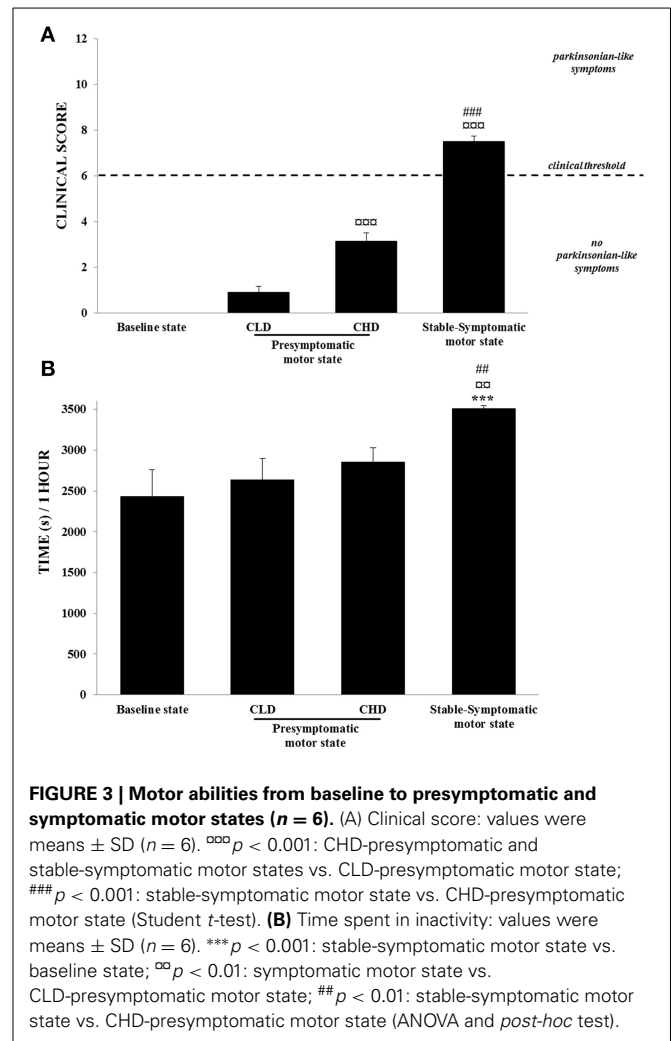 A
12
10
8
6
4
2
0
CLINICAL SCORE
parkinsonian-like
symptoms
###
¤¤¤
clinical threshold
¤¤¤
no
parkinsonian-like
symptoms
Baseline state
CLD
CHD
Stable-Symptomatic
motor state
Presymptomatic
motor state
B
##
¤¤
***
3500
3000
2500
2000
1500
1000
500
0
TIME (s) / 1 HOUR
Baseline state
CLD
CHD
Stable-Symptomatic
motor state
Presymptomatic
motor state
FIGURE 3 | Motor abilities from baseline to presymptomatic and
symptomatic motor states (n = 6). (A) Clinical score: values were
means ± SD (n = 6). ¤¤¤p < 0.001: CHD-presymptomatic and
stable-symptomatic motor states vs. CLD-presymptomatic motor state;
###p < 0.001: stable-symptomatic motor state vs. CHD-presymptomatic
motor state (Student t-test). (B) Time spent in inactivity: values were
means ± SD (n = 6). ***p < 0.001: stable-symptomatic motor state vs.
baseline state; ¤¤p < 0.01: symptomatic motor state vs.
CLD-presymptomatic motor state; ##p < 0.01: stable-symptomatic motor
state vs. CHD-presymptomatic motor state (ANOVA and post-hoc test).